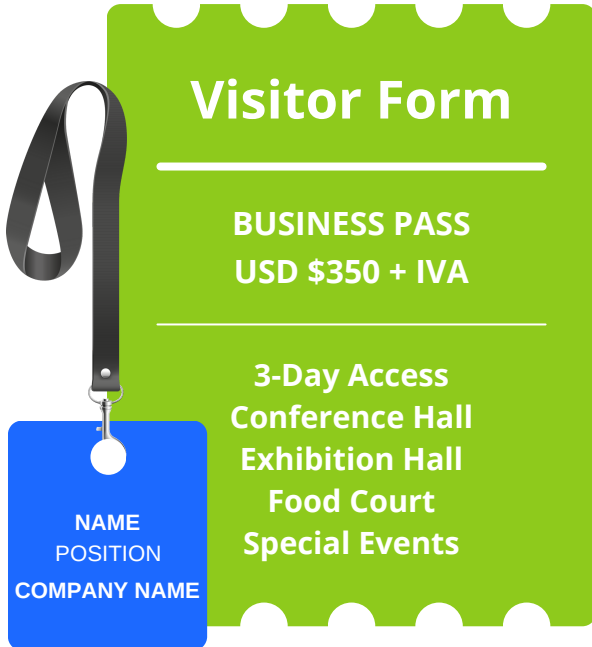 Visitor Form
BUSINESS PASS
USD $350 + IVA
3-Day Access
Conference Hall
Exhibition Hall
Food Court
Special Events
NAME
POSITION
COMPANY NAME